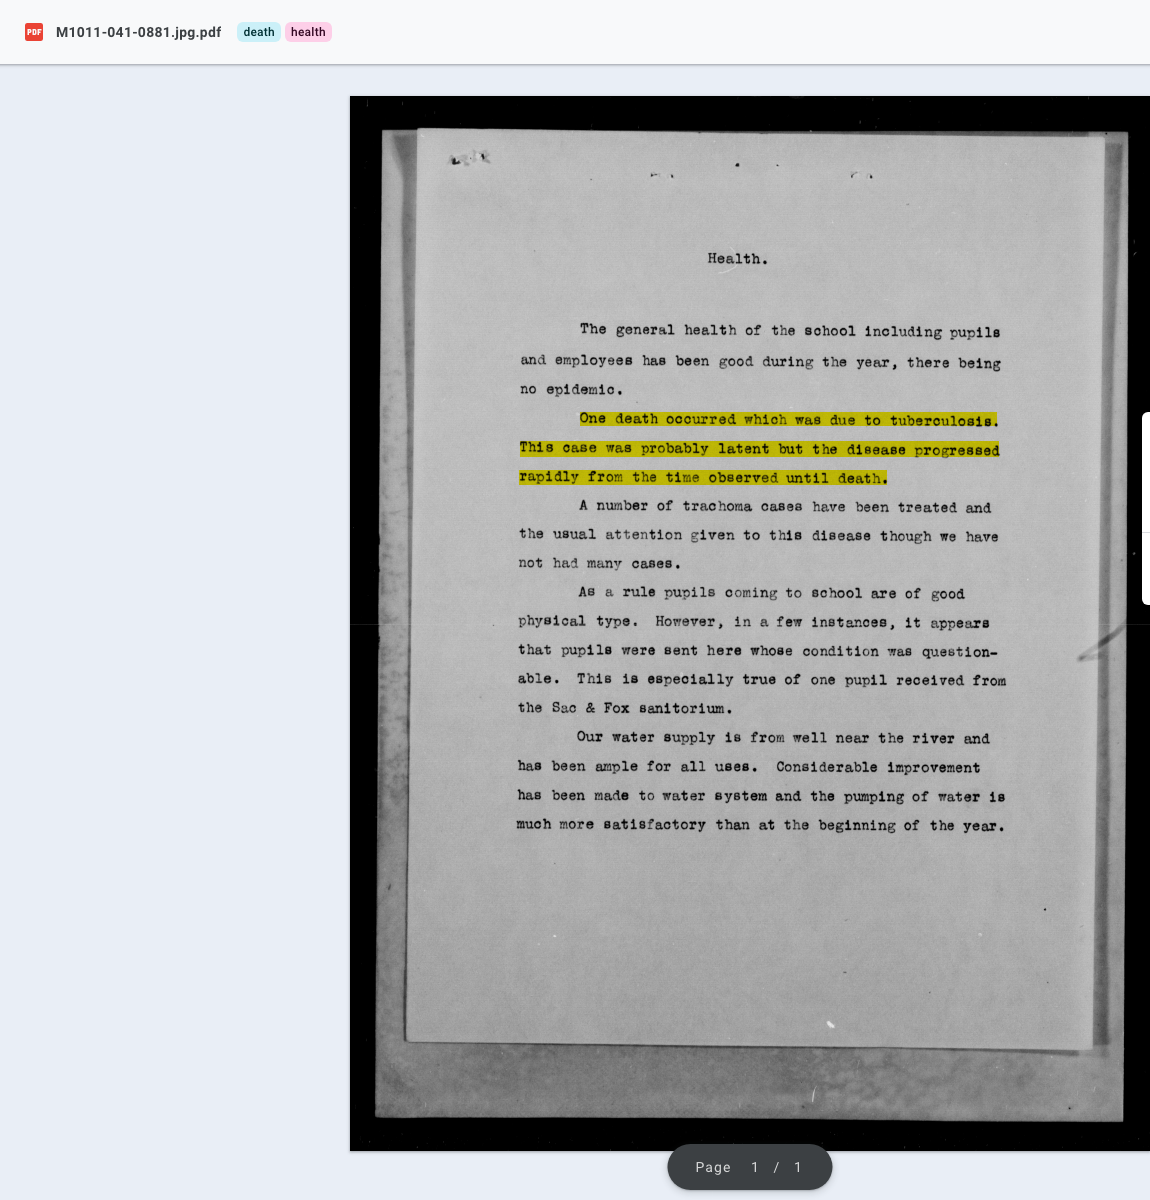 PDF M1011-041-0881.jpg.pdf death health
Health.
The general health of the school including pupils
and employees has been good during the year, there being
no epidemic.
One death occurred which was due to tuberculosis.
This case was probably latent but the disease progressed
rapidly from the time observed until death.
A number of trachoma cases have been treated and
the usual attention given to this disease though we have
not had many cases.
As a rule pupils coming to school are of good
physical type. However, in a few instances, it appears
that pupils were sent here whose condition was question-
able. This is especially true of one pupil received from
the Sac & Fox sanitorium.
Our water supply is from well near the river and
has been ample for all uses. Considerable improvement
has been made to water system and the pumping of water is
much more satisfactory than at the beginning of the year.
Page 1 / 1